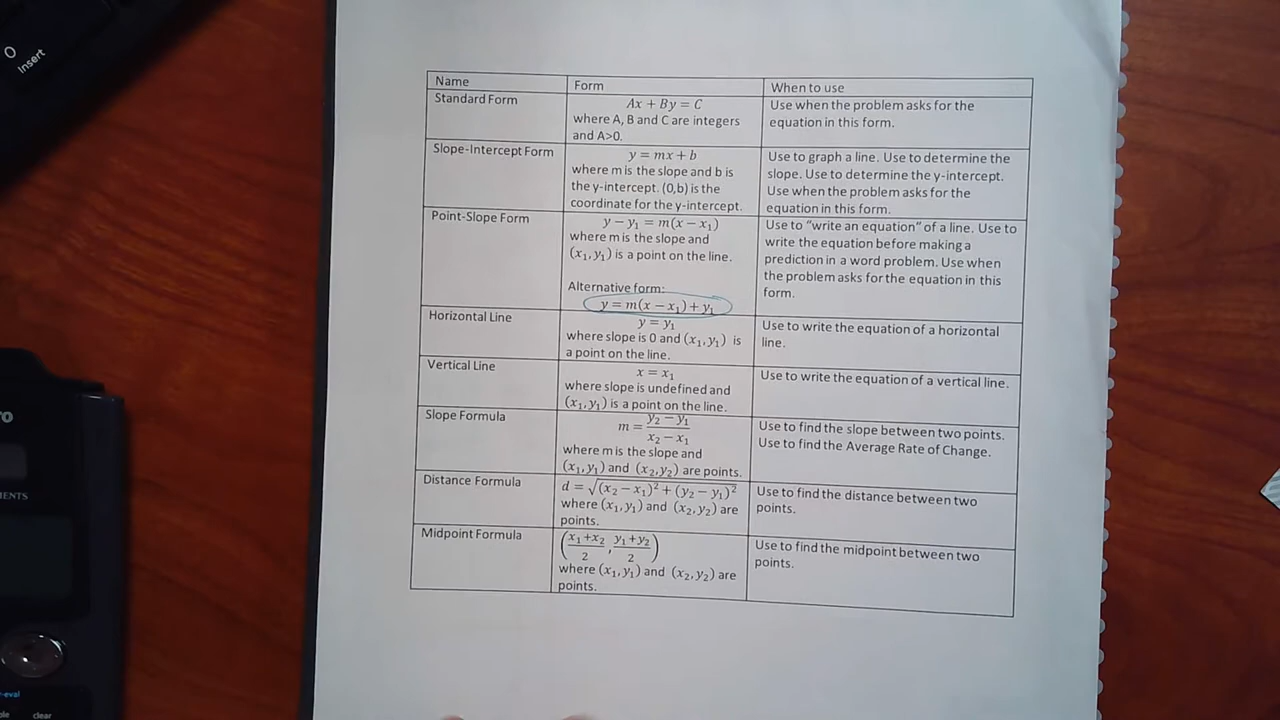 0
Insert
Name Form When to use
Standard Form
Ax + By = C
where A, B and C are integers
and A>0.
Use when the problem asks for the
equation in this form.
Slope-Intercept Form
y = mx + b
where m is the slope and b is
the y-intercept. (0,b) is the
coordinate for the y-intercept.
Use to graph a line. Use to determine the
slope. Use to determine the y-intercept.
Use when the problem asks for the
equation in this form.
Point-Slope Form
y − y₁ = m(x − x₁)
where m is the slope and
(x₁, y₁) is a point on the line.
Alternative form:
y = m(x − x₁) + y₁
Use to “write an equation” of a line. Use to
write the equation before making a
prediction in a word problem. Use when
the problem asks for the equation in this
form.
Horizontal Line
y = y₁
where slope is 0 and (x₁, y₁) is
a point on the line.
Use to write the equation of a horizontal
line.
Vertical Line
x = x₁
where slope is undefined and
(x₁, y₁) is a point on the line.
Use to write the equation of a vertical line.
Slope Formula
m = (y₂ − y₁)/(x₂ − x₁)
where m is the slope and
(x₁, y₁) and (x₂, y₂) are points.
Use to find the slope between two points.
Use to find the Average Rate of Change.
Distance Formula
d = √(x₂ − x₁)² + (y₂ − y₁)²
where (x₁, y₁) and (x₂, y₂) are
points.
Use to find the distance between two
points.
Midpoint Formula
((x₁+x₂)/2, (y₁+y₂)/2)
where (x₁, y₁) and (x₂, y₂) are
points.
Use to find the midpoint between two
points.
ro
MENTS
-eval
clear